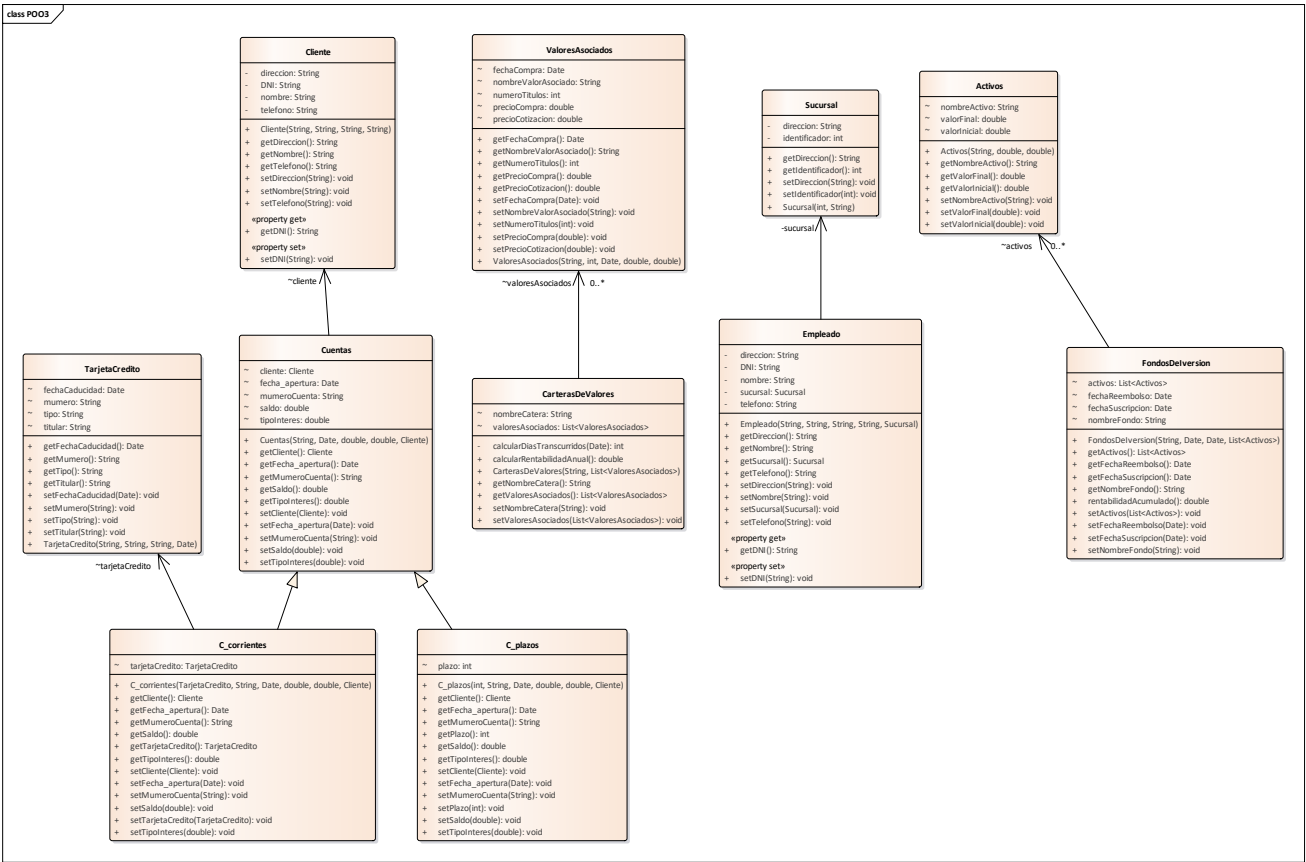 class POO3
Cliente
- direccion: String
- DNI: String
- nombre: String
- telefono: String
+ Cliente(String, String, String, String)
+ getDireccion(): String
+ getNombre(): String
+ getTelefono(): String
+ setDireccion(String): void
+ setNombre(String): void
+ setTelefono(String): void
«property get»
+ getDNI(): String
«property set»
+ setDNI(String): void
~cliente
ValoresAsociados
~ fechaCompra: Date
~ nombreValorAsociado: String
~ numeroTitulos: int
~ precioCompra: double
~ precioCotizacion: double
+ getFechaCompra(): Date
+ getNombreValorAsociado(): String
+ getNumeroTitulos(): int
+ getPrecioCompra(): double
+ getPrecioCotizacion(): double
+ setFechaCompra(Date): void
+ setNombreValorAsociado(String): void
+ setNumeroTitulos(int): void
+ setPrecioCompra(double): void
+ setPrecioCotizacion(double): void
+ ValoresAsociados(String, int, Date, double, double)
~valoresAsociados 0..*
Sucursal
- direccion: String
- identificador: int
+ getDireccion(): String
+ getIdentificador(): int
+ setDireccion(String): void
+ setIdentificador(int): void
+ Sucursal(int, String)
-sucursal
Activos
~ nombreActivo: String
~ valorFinal: double
~ valorInicial: double
+ Activos(String, double, double)
+ getNombreActivo(): String
+ getValorFinal(): double
+ getValorInicial(): double
+ setNombreActivo(String): void
+ setValorFinal(double): void
+ setValorInicial(double): void
~activos 0..*
TarjetaCredito
~ fechaCaducidad: Date
~ mumero: String
~ tipo: String
~ titular: String
+ getFechaCaducidad(): Date
+ getMumero(): String
+ getTipo(): String
+ getTitular(): String
+ setFechaCaducidad(Date): void
+ setMumero(String): void
+ setTipo(String): void
+ setTitular(String): void
+ TarjetaCredito(String, String, String, Date)
~tarjetaCredito
Cuentas
~ cliente: Cliente
~ fecha_apertura: Date
~ mumeroCuenta: String
~ saldo: double
~ tipoInteres: double
+ Cuentas(String, Date, double, double, Cliente)
+ getCliente(): Cliente
+ getFecha_apertura(): Date
+ getMumeroCuenta(): String
+ getSaldo(): double
+ getTipoInteres(): double
+ setCliente(Cliente): void
+ setFecha_apertura(Date): void
+ setMumeroCuenta(String): void
+ setSaldo(double): void
+ setTipoInteres(double): void
CarterasDeValores
~ nombreCatera: String
~ valoresAsociados: List<ValoresAsociados>
- calcularDiasTranscurridos(Date): int
+ calcularRentabilidadAnual(): double
+ CarterasDeValores(String, List<ValoresAsociados>)
+ getNombreCatera(): String
+ getValoresAsociados(): List<ValoresAsociados>
+ setNombreCatera(String): void
+ setValoresAsociados(List<ValoresAsociados>): void
Empleado
- direccion: String
- DNI: String
- nombre: String
- sucursal: Sucursal
- telefono: String
+ Empleado(String, String, String, String, Sucursal)
+ getDireccion(): String
+ getNombre(): String
+ getSucursal(): Sucursal
+ getTelefono(): String
+ setDireccion(String): void
+ setNombre(String): void
+ setSucursal(Sucursal): void
+ setTelefono(String): void
«property get»
+ getDNI(): String
«property set»
+ setDNI(String): void
FondosDeIversion
~ activos: List<Activos>
~ fechaReembolso: Date
~ fechaSuscripcion: Date
~ nombreFondo: String
+ FondosDeIversion(String, Date, Date, List<Activos>)
+ getActivos(): List<Activos>
+ getFechaReembolso(): Date
+ getFechaSuscripcion(): Date
+ getNombreFondo(): String
+ rentabilidadAcumulado(): double
+ setActivos(List<Activos>): void
+ setFechaReembolso(Date): void
+ setFechaSuscripcion(Date): void
+ setNombreFondo(String): void
C_corrientes
~ tarjetaCredito: TarjetaCredito
+ C_corrientes(TarjetaCredito, String, Date, double, double, Cliente)
+ getCliente(): Cliente
+ getFecha_apertura(): Date
+ getMumeroCuenta(): String
+ getSaldo(): double
+ getTarjetaCredito(): TarjetaCredito
+ getTipoInteres(): double
+ setCliente(Cliente): void
+ setFecha_apertura(Date): void
+ setMumeroCuenta(String): void
+ setSaldo(double): void
+ setTarjetaCredito(TarjetaCredito): void
+ setTipoInteres(double): void
C_plazos
~ plazo: int
+ C_plazos(int, String, Date, double, double, Cliente)
+ getCliente(): Cliente
+ getFecha_apertura(): Date
+ getMumeroCuenta(): String
+ getPlazo(): int
+ getSaldo(): double
+ getTipoInteres(): double
+ setCliente(Cliente): void
+ setFecha_apertura(Date): void
+ setMumeroCuenta(String): void
+ setPlazo(int): void
+ setSaldo(double): void
+ setTipoInteres(double): void